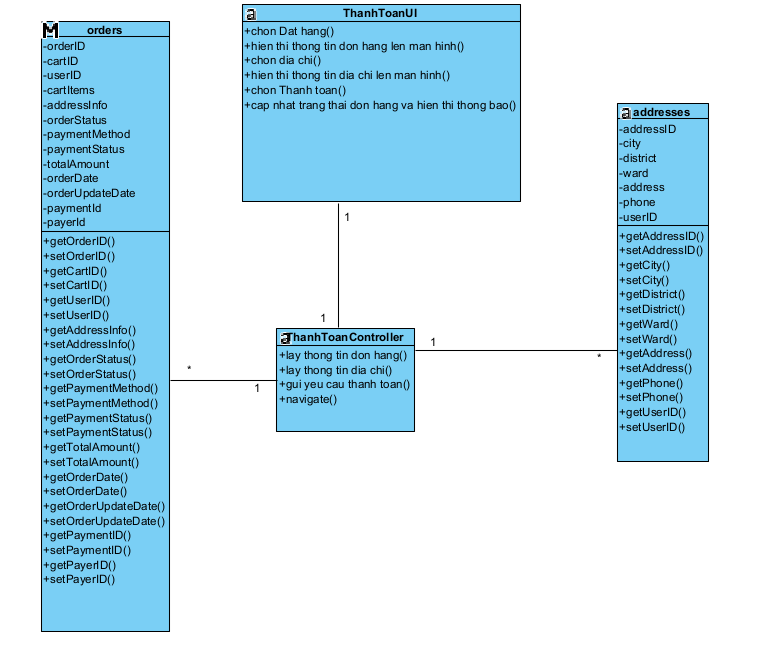 M orders
-orderID
-cartID
-userID
-cartItems
-addressInfo
-orderStatus
-paymentMethod
-paymentStatus
-totalAmount
-orderDate
-orderUpdateDate
-paymentId
-payerId
+getOrderID()
+setOrderID()
+getCartID()
+setCartID()
+getUserID()
+setUserID()
+getAddressInfo()
+setAddressInfo()
+getOrderStatus()
+setOrderStatus()
+getPaymentMethod()
+setPaymentMethod()
+getPaymentStatus()
+setPaymentStatus()
+getTotalAmount()
+setTotalAmount()
+getOrderDate()
+setOrderDate()
+getOrderUpdateDate()
+setOrderUpdateDate()
+getPaymentID()
+setPaymentID()
+getPayerID()
+setPayerID()
a ThanhToanUI
+chon Dat hang()
+hien thi thong tin don hang len man hinh()
+chon dia chi()
+hien thi thong tin dia chi len man hinh()
+chon Thanh toan()
+cap nhat trang thai don hang va hien thi thong bao()
1
1
a ThanhToanController
+lay thong tin don hang()
+lay thong tin dia chi()
+gui yeu cau thanh toan()
+navigate()
*
1
1
*
a addresses
-addressID
-city
-district
-ward
-address
-phone
-userID
+getAddressID()
+setAddressID()
+getCity()
+setCity()
+getDistrict()
+setDistrict()
+getWard()
+setWard()
+getAddress()
+setAddress()
+getPhone()
+setPhone()
+getUserID()
+setUserID()